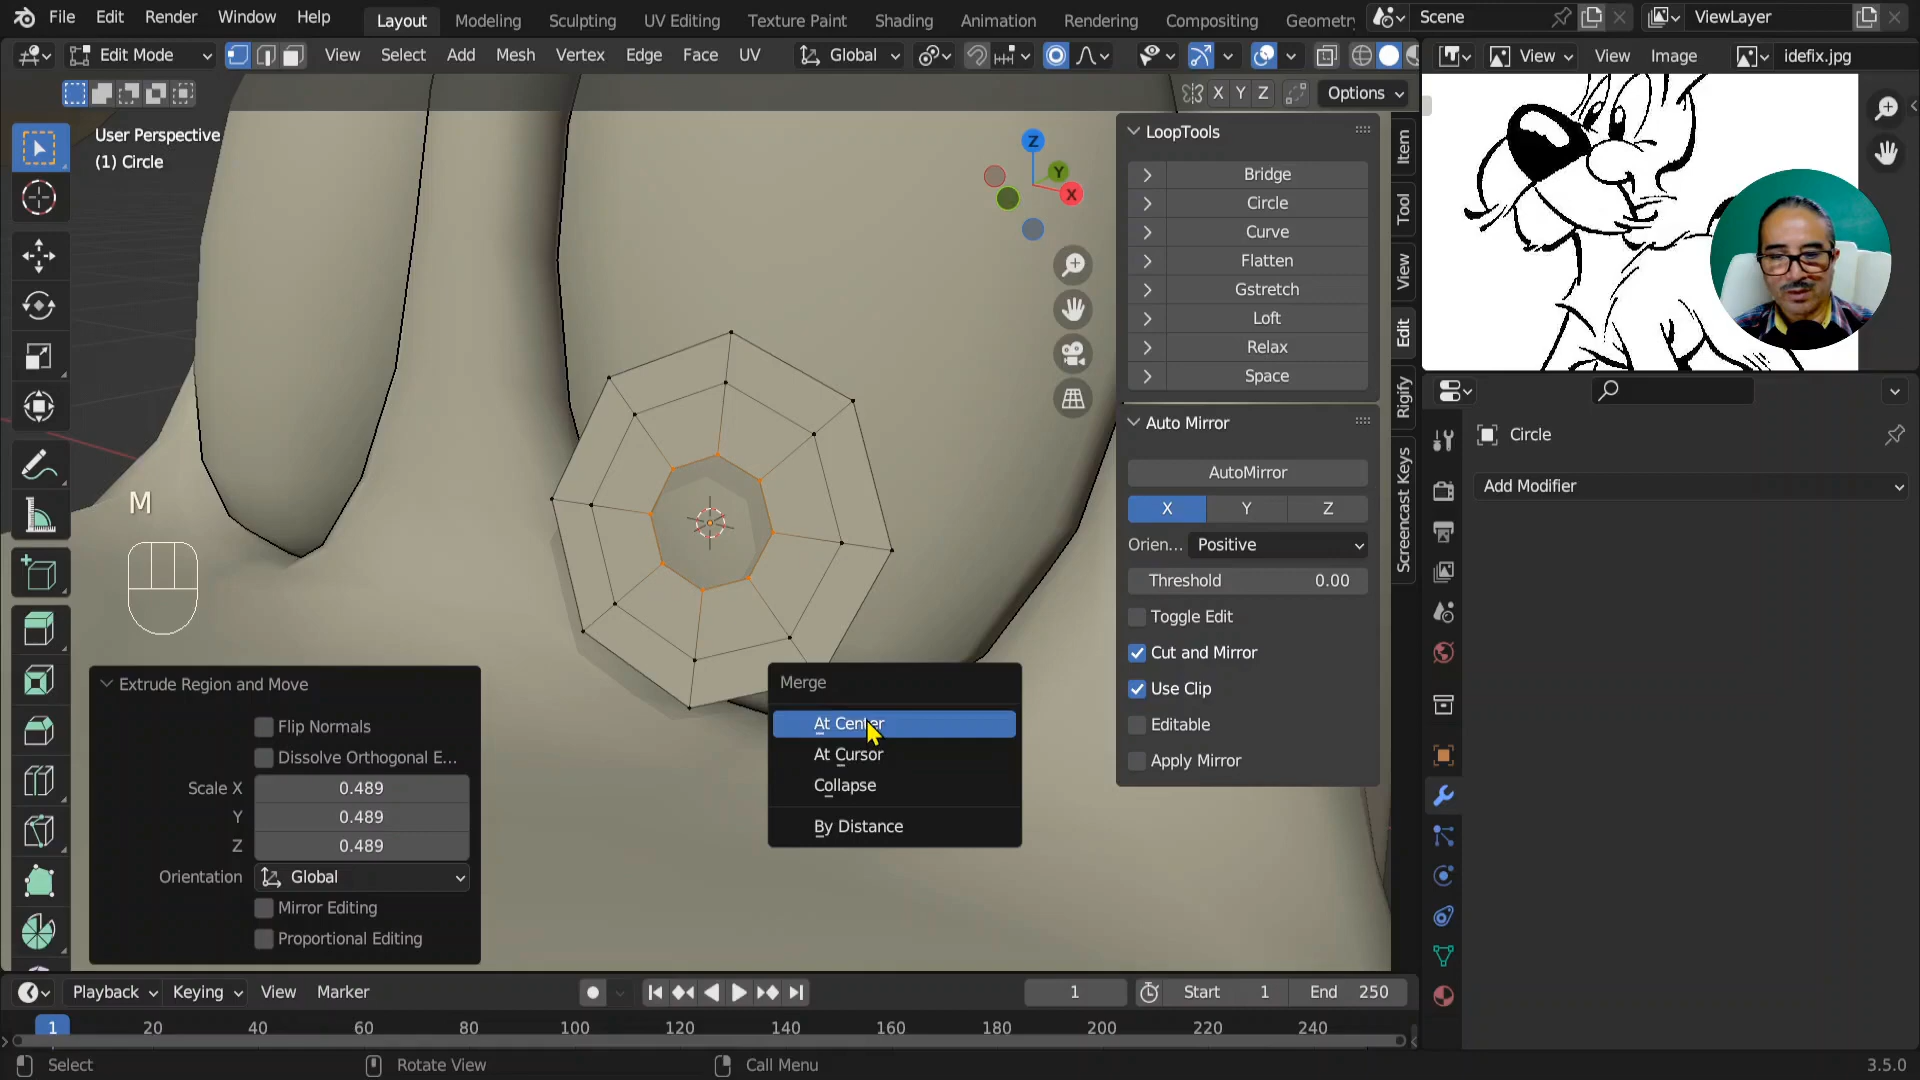 File Edit Render Window Help Layout Modeling Sculpting UV Editing Texture Paint Shading Animation Rendering Compositing Geometry Scene ViewLayer
Edit Mode View Select Add Mesh Vertex Edge Face UV Global View View Image idefix.jpg
X Y Z Options
User Perspective
(1) Circle
Z
Y
X
LoopTools
Bridge
Circle
Curve
Flatten
Gstretch
Loft
Relax
Space
Auto Mirror
AutoMirror
X Y Z
Orien... Positive
Threshold 0.00
Toggle Edit
Cut and Mirror
Use Clip
Editable
Apply Mirror
Item
Tool
View
Edit
Rigify
Screencast Keys
Circle
Add Modifier
M
Merge
At Center
At Cursor
Collapse
By Distance
Extrude Region and Move
Flip Normals
Dissolve Orthogonal E...
Scale X 0.489
Y 0.489
Z 0.489
Orientation Global
Mirror Editing
Proportional Editing
Playback Keying View Marker 1 Start 1 End 250
1 20 40 60 80 100 120 140 160 180 200 220 240
Select Rotate View Call Menu 3.5.0